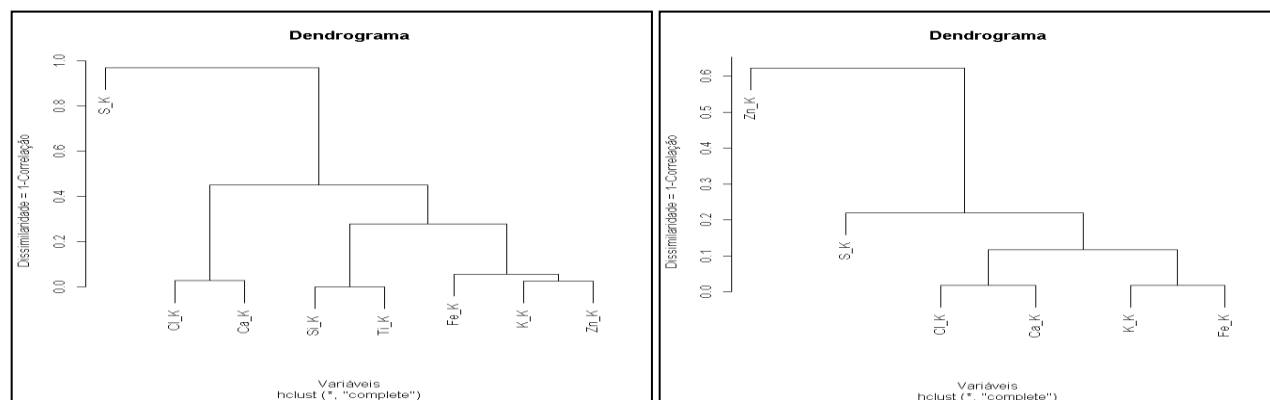 Dendrograma
Dissimilaridade = 1-Correlação
1.0
0.8
0.6
0.4
0.2
0.0
S_K
Cl_K
Ca_K
Si_K
Ti_K
Fe_K
K_K
Zn_K
Variáveis
hclust (*, "complete")
Dendrograma
Dissimilaridade = 1-Correlação
0.6
0.5
0.4
0.3
0.2
0.1
0.0
Zn_K
S_K
Cl_K
Ca_K
K_K
Fe_K
Variáveis
hclust (*, "complete")